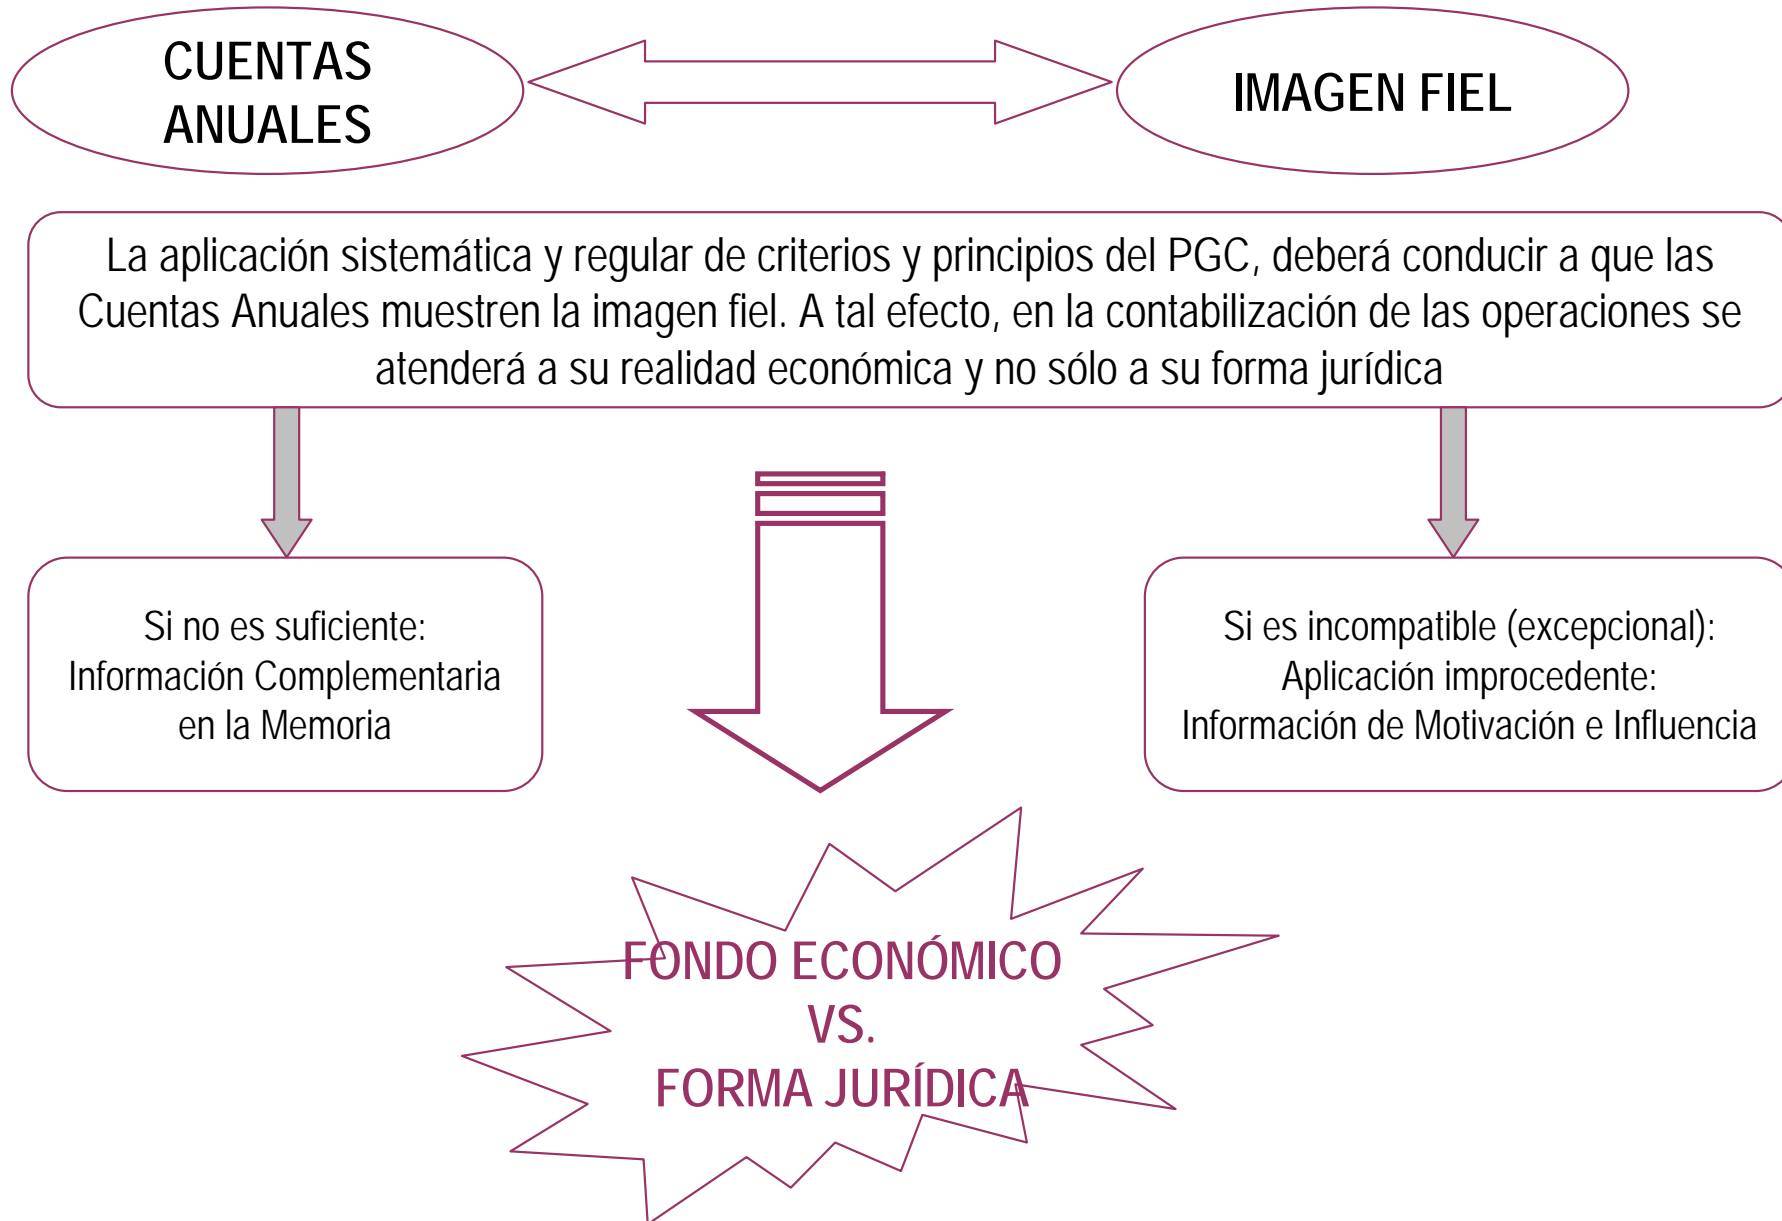 CUENTAS
ANUALES
IMAGEN FIEL
La aplicación sistemática y regular de criterios y principios del PGC, deberá conducir a que las
Cuentas Anuales muestren la imagen fiel. A tal efecto, en la contabilización de las operaciones se
atenderá a su realidad económica y no sólo a su forma jurídica
Si no es suficiente:
Información Complementaria
en la Memoria
Si es incompatible (excepcional):
Aplicación improcedente:
Información de Motivación e Influencia
FONDO ECONÓMICO
VS.
FORMA JURÍDICA